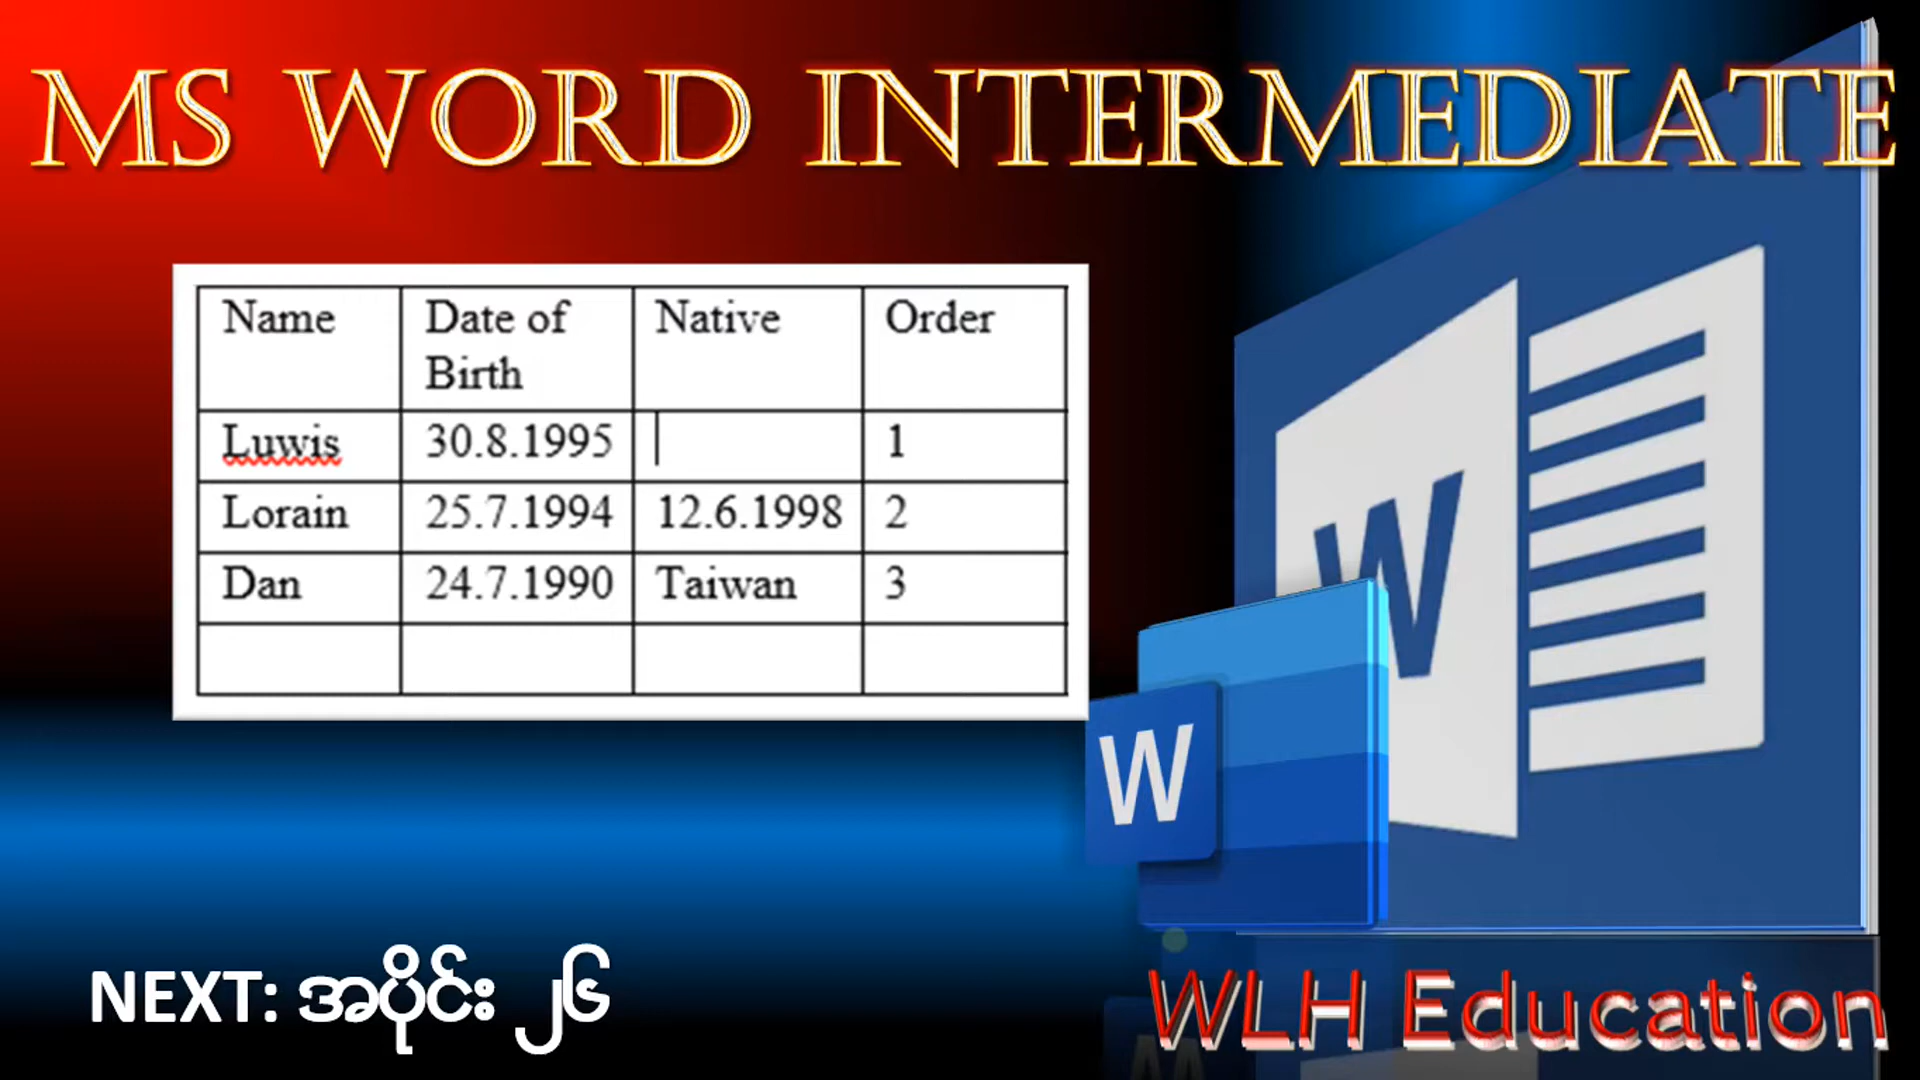 MS WORD INTERMEDIATE
Name Date of Birth Native Order
Luwis 30.8.1995 1
Lorain 25.7.1994 12.6.1998 2
Dan 24.7.1990 Taiwan 3
W
W
NEXT: အပိုင်း ၂၆
WLH Education